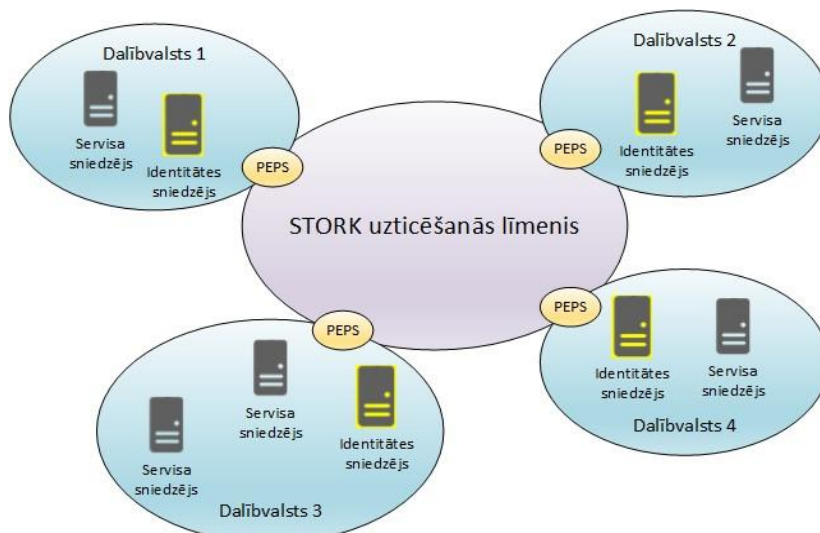 Dalībvalsts 1
Servisa
sniedzējs
Identitātes
sniedzējs
PEPS
Dalībvalsts 2
Identitātes
sniedzējs
Servisa
sniedzējs
PEPS
STORK uzticēšanās līmenis
PEPS
Servisa
sniedzējs
Servisa
sniedzējs
Identitātes
sniedzējs
Dalībvalsts 3
PEPS
Identitātes
sniedzējs
Servisa
sniedzējs
Dalībvalsts 4